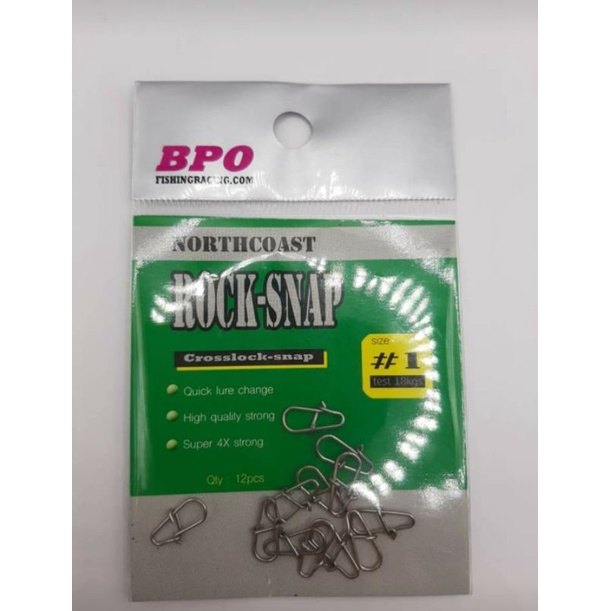 BPO
FISHINGRACING.COM
NORTHCOAST
ROCK-SNAP
Crosslock-snap
size
#1
test 18kgs
Quick lure change
High quality strong
Super 4X strong
Qty : 12pcs